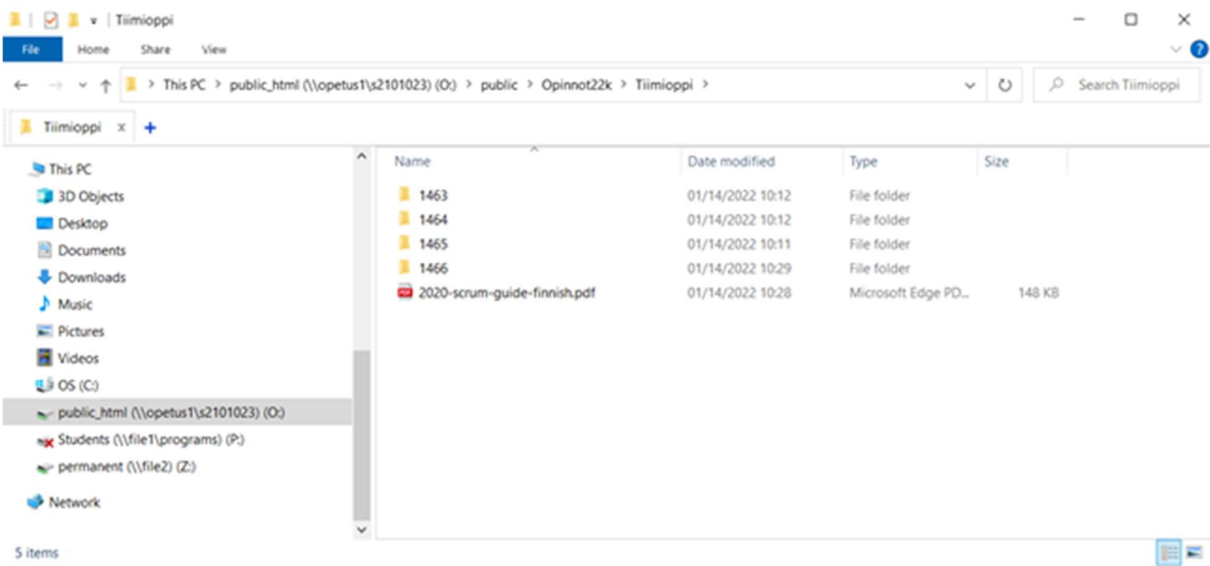 Tiimioppi
File Home Share View
This PC > public_html (\\opetus1\s2101023) (O:) > public > Opinnot22k > Tiimioppi >
Search Tiimioppi
Tiimioppi x +
This PC
3D Objects
Desktop
Documents
Downloads
Music
Pictures
Videos
OS (C:)
public_html (\\opetus1\s2101023) (O:)
Students (\\file1\programs) (P:)
permanent (\\file2) (Z:)
Network
Name Date modified Type Size
1463 01/14/2022 10:12 File folder
1464 01/14/2022 10:12 File folder
1465 01/14/2022 10:11 File folder
1466 01/14/2022 10:29 File folder
2020-scrum-guide-finnish.pdf 01/14/2022 10:28 Microsoft Edge PD... 148 KB
5 items